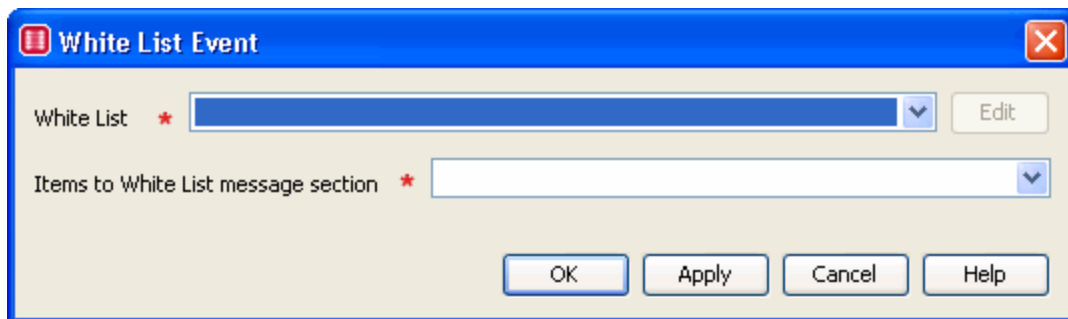 White List Event
White List * Edit
Items to White List message section *
OK Apply Cancel Help